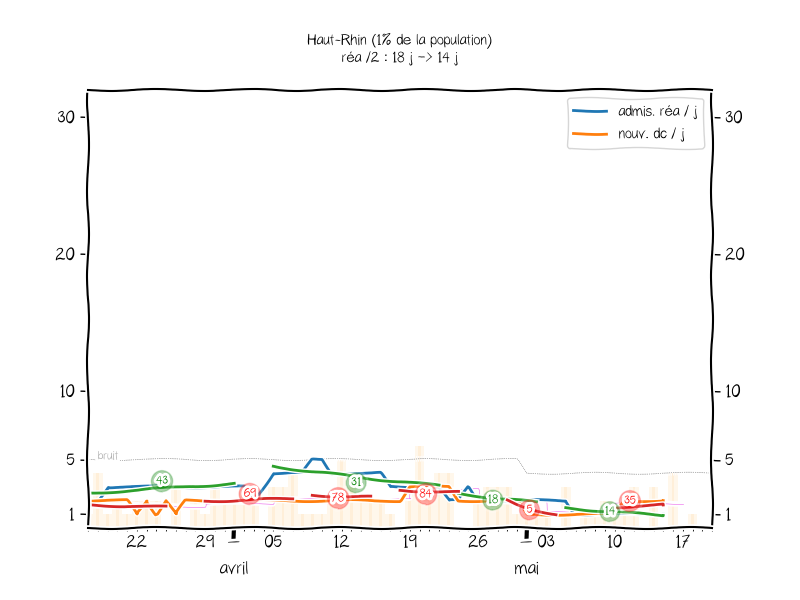 Haut-Rhin (1% de la population)
réa /2 : 18 j -> 14 j
admis. réa / j
nouv. dc / j
30 30
20 20
10 10
5 5
1 1
bruit
43 69 78 31 84 18 5 14 35
22 29 05 12 19 26 03 10 17
avril mai